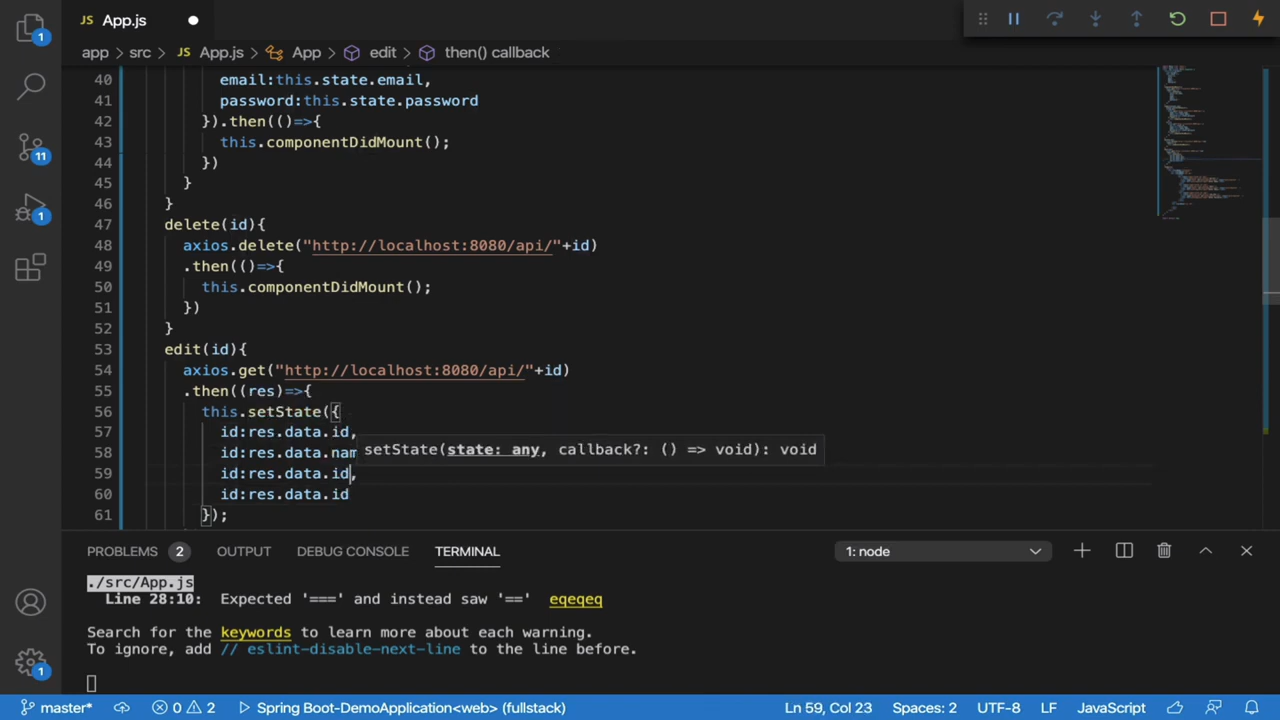 JS App.js
app > src > JS App.js > App > edit > then() callback
40 email:this.state.email,
41 password:this.state.password
42 }).then(()=>{
43 this.componentDidMount();
44 })
45 }
46 }
47 delete(id){
48 axios.delete("http://localhost:8080/api/"+id)
49 .then(()=>{
50 this.componentDidMount();
51 })
52 }
53 edit(id){
54 axios.get("http://localhost:8080/api/"+id)
55 .then((res)=>{
56 this.setState({
57 id:res.data.id,
setState(state: any, callback?: () => void): void
58 id:res.data.nam
59 id:res.data.id,
60 id:res.data.id
61 });
1
11
1
1
PROBLEMS 2 OUTPUT DEBUG CONSOLE TERMINAL 1: node
./src/App.js
Line 28:10: Expected '===' and instead saw '==' eqeqeq
Search for the keywords to learn more about each warning.
To ignore, add // eslint-disable-next-line to the line before.
master* 0 2 Spring Boot-DemoApplication<web> (fullstack) Ln 59, Col 23 Spaces: 2 UTF-8 LF JavaScript